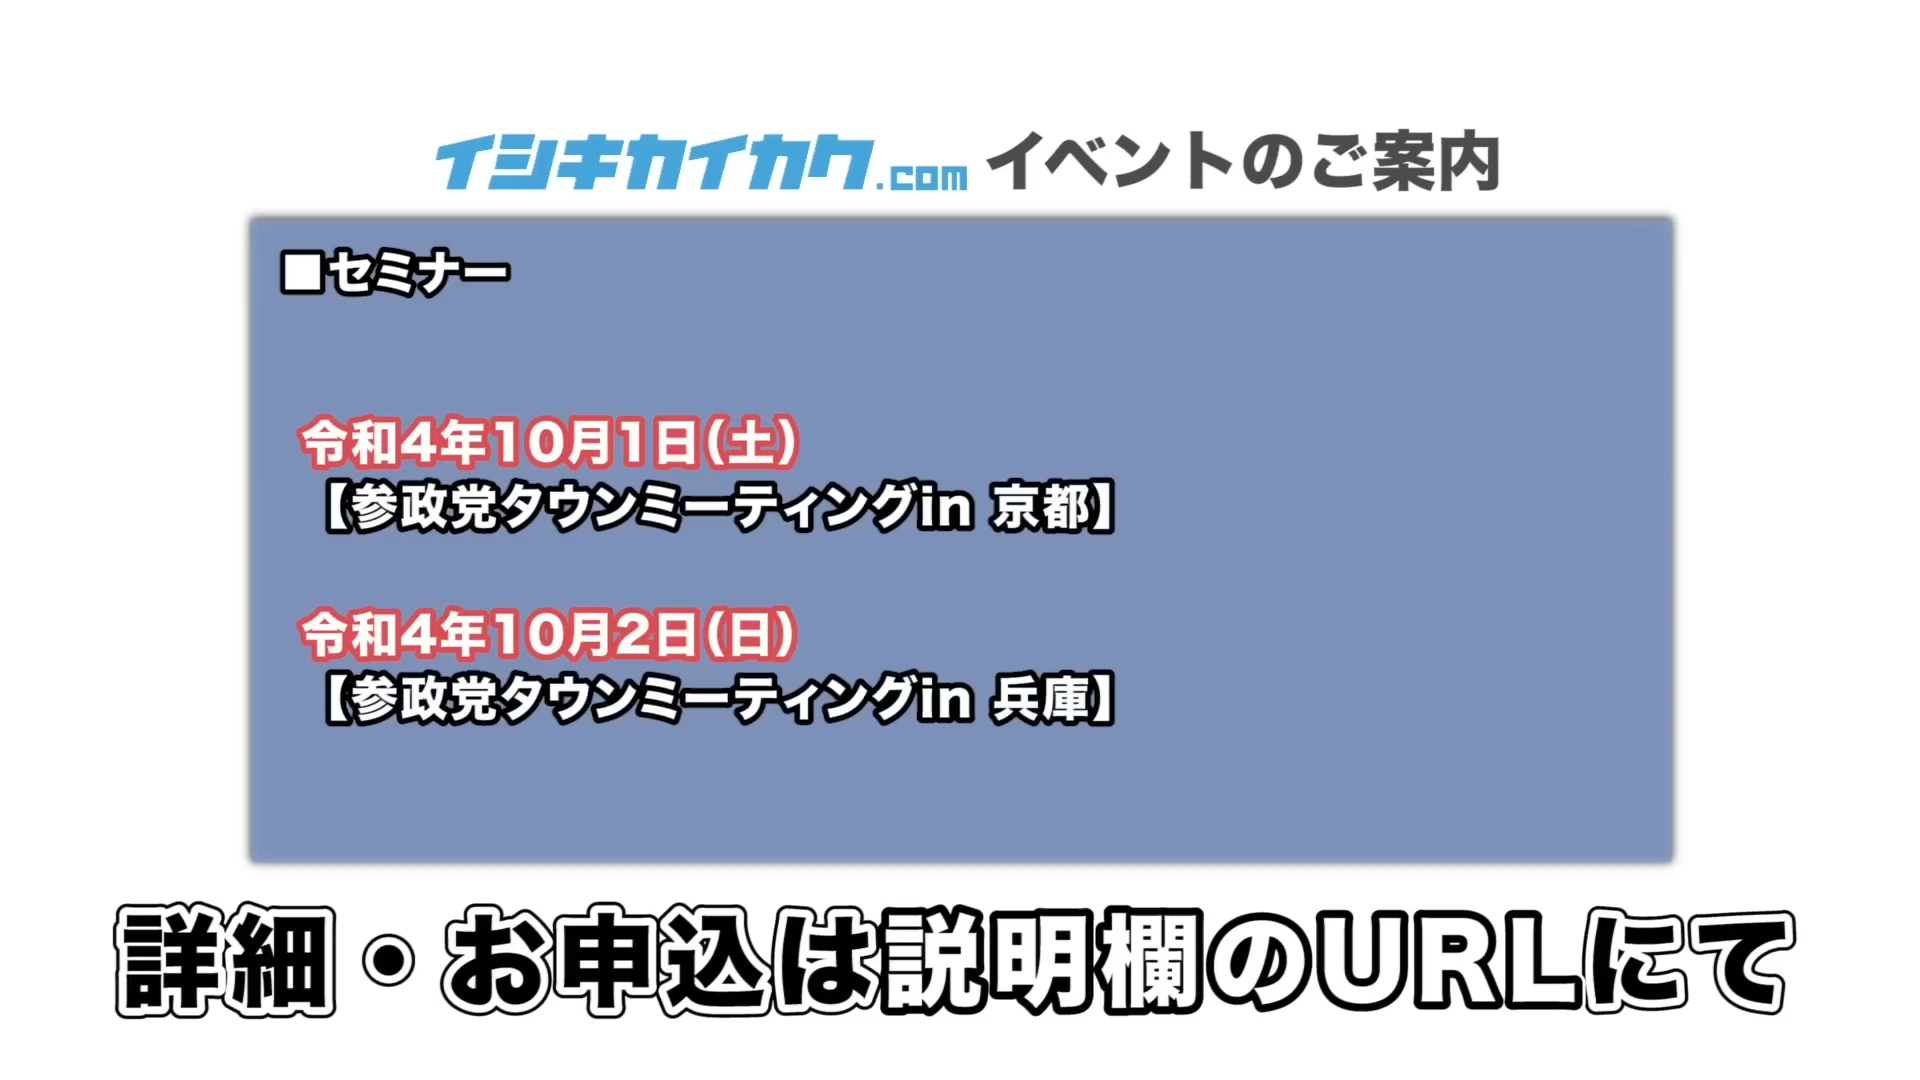 イシキカイカク.com イベントのご案内
■セミナー
令和4年10月1日(土)
【参政党タウンミーティングin 京都】
令和4年10月2日(日)
【参政党タウンミーティングin 兵庫】
詳細・お申込は説明欄のURLにて